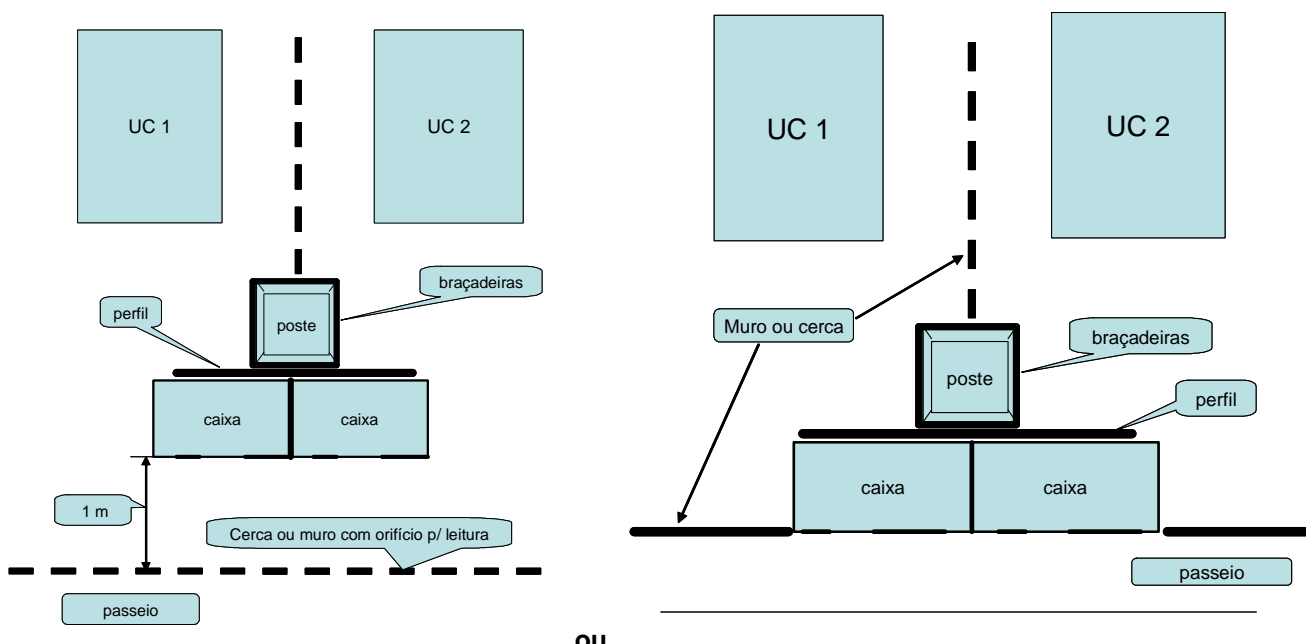 UC 1
UC 2
braçadeiras
perfil
poste
caixa
caixa
1 m
Cerca ou muro com orifício p/ leitura
passeio
UC 1
UC 2
Muro ou cerca
braçadeiras
poste
perfil
caixa
caixa
passeio
ou